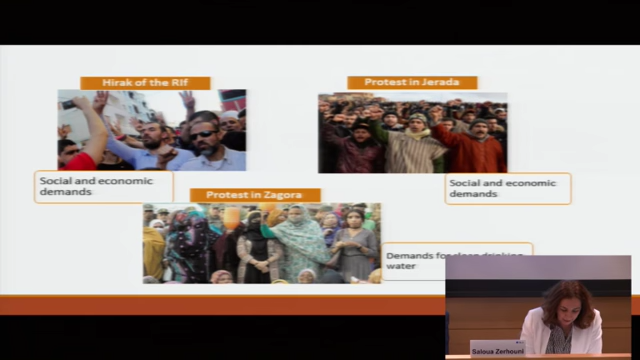 Hirak of the RIf
Protest in Jerada
Social and economic
demands
Protest in Zagora
Social and economic
demands
Demands for clean drinking
water
Saloua Zerhouni